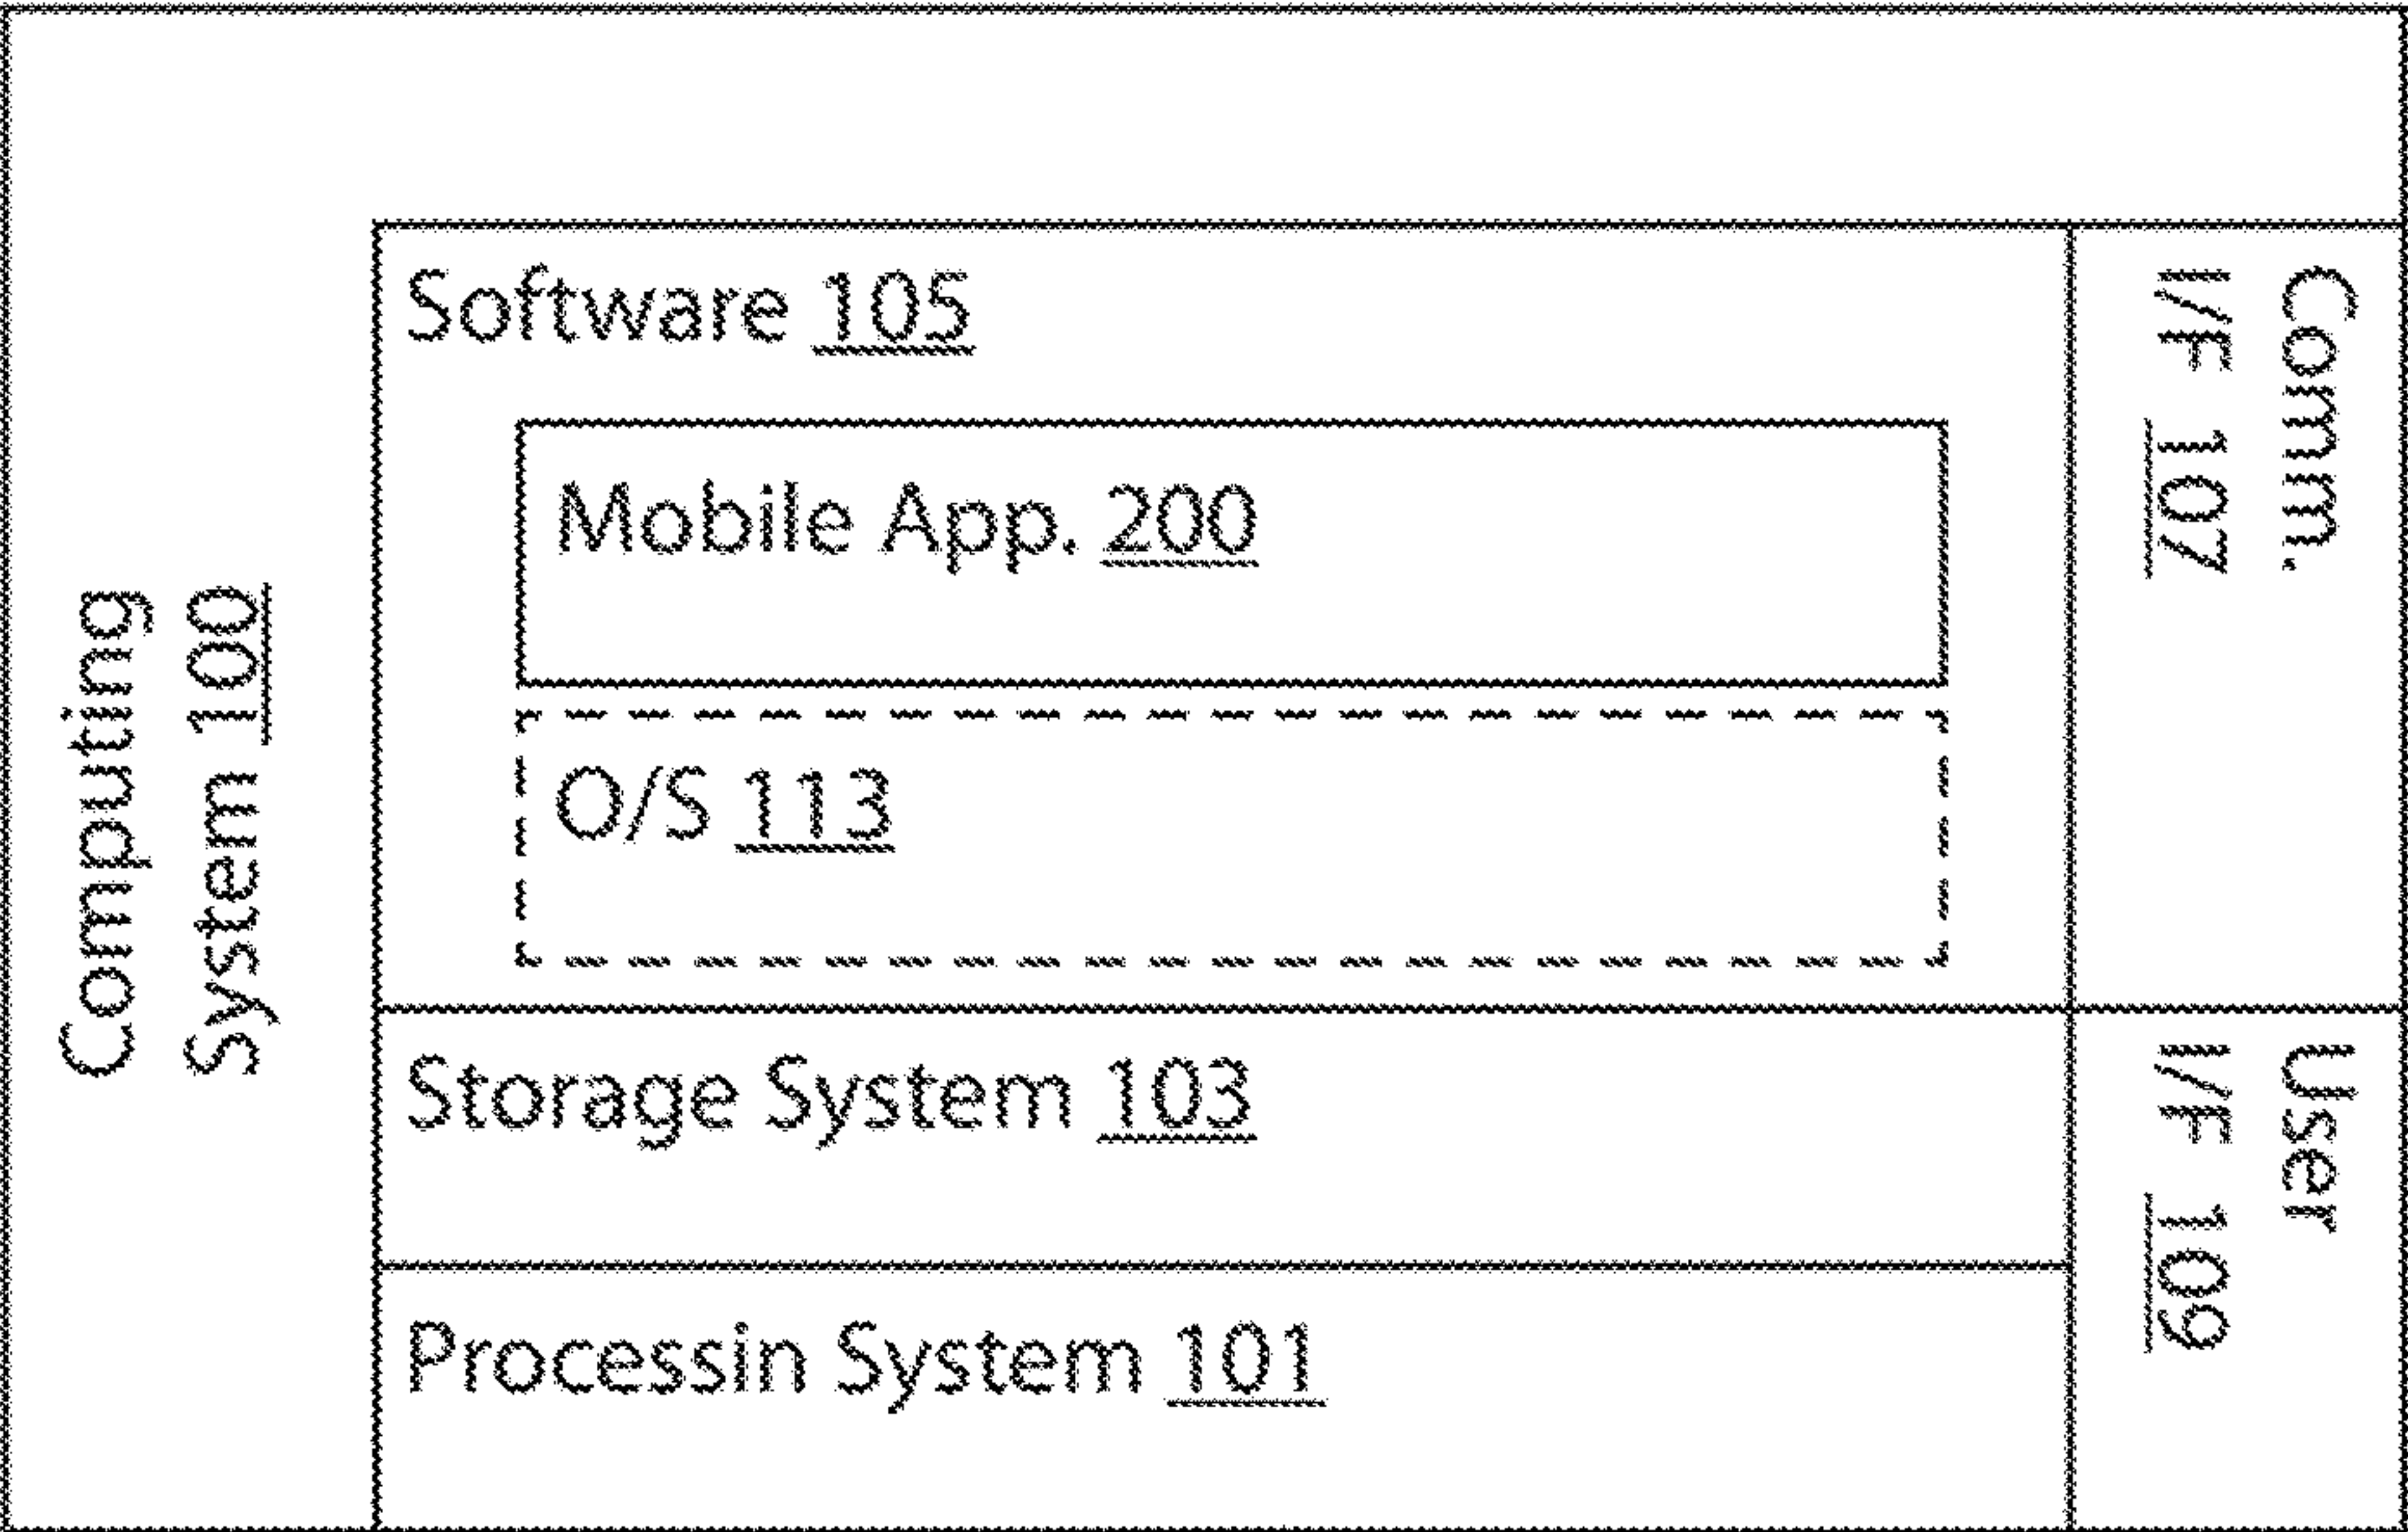 Computing
System 100
Software 105
Mobile App. 200
O/S 113
Storage System 103
Processin System 101
Comm.
I/F 107
User
I/F 109